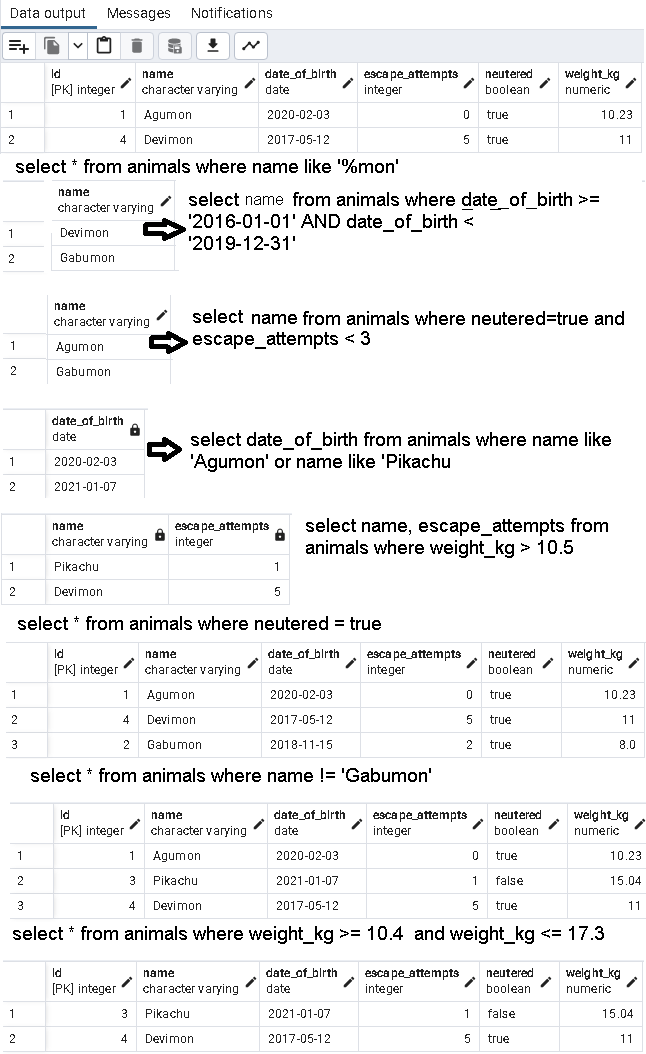 Data output Messages Notifications
Id name date_of_birth escape_attempts neutered weight_kg
[PK] integer character varying date integer boolean numeric
1 1 Agumon 2020-02-03 0 true 10.23
2 4 Devimon 2017-05-12 5 true 11
select * from animals where name like '%mon'
name
character varying
1 Devimon
2 Gabumon
select name from animals where date_of_birth >=
'2016-01-01' AND date_of_birth <
'2019-12-31'
name
character varying
1 Agumon
2 Gabumon
select name from animals where neutered=true and
escape_attempts < 3
date_of_birth
date
1 2020-02-03
2 2021-01-07
select date_of_birth from animals where name like
'Agumon' or name like 'Pikachu
name escape_attempts
character varying integer
1 Pikachu 1
2 Devimon 5
select name, escape_attempts from
animals where weight_kg > 10.5
select * from animals where neutered = true
Id name date_of_birth escape_attempts neutered weight_kg
[PK] integer character varying date integer boolean numeric
1 1 Agumon 2020-02-03 0 true 10.23
2 4 Devimon 2017-05-12 5 true 11
3 2 Gabumon 2018-11-15 2 true 8.0
select * from animals where name != 'Gabumon'
Id name date_of_birth escape_attempts neutered weight_kg
[PK] integer character varying date integer boolean numeric
1 1 Agumon 2020-02-03 0 true 10.23
2 3 Pikachu 2021-01-07 1 false 15.04
3 4 Devimon 2017-05-12 5 true 11
select * from animals where weight_kg >= 10.4 and weight_kg <= 17.3
Id name date_of_birth escape_attempts neutered weight_kg
[PK] integer character varying date integer boolean numeric
1 3 Pikachu 2021-01-07 1 false 15.04
2 4 Devimon 2017-05-12 5 true 11